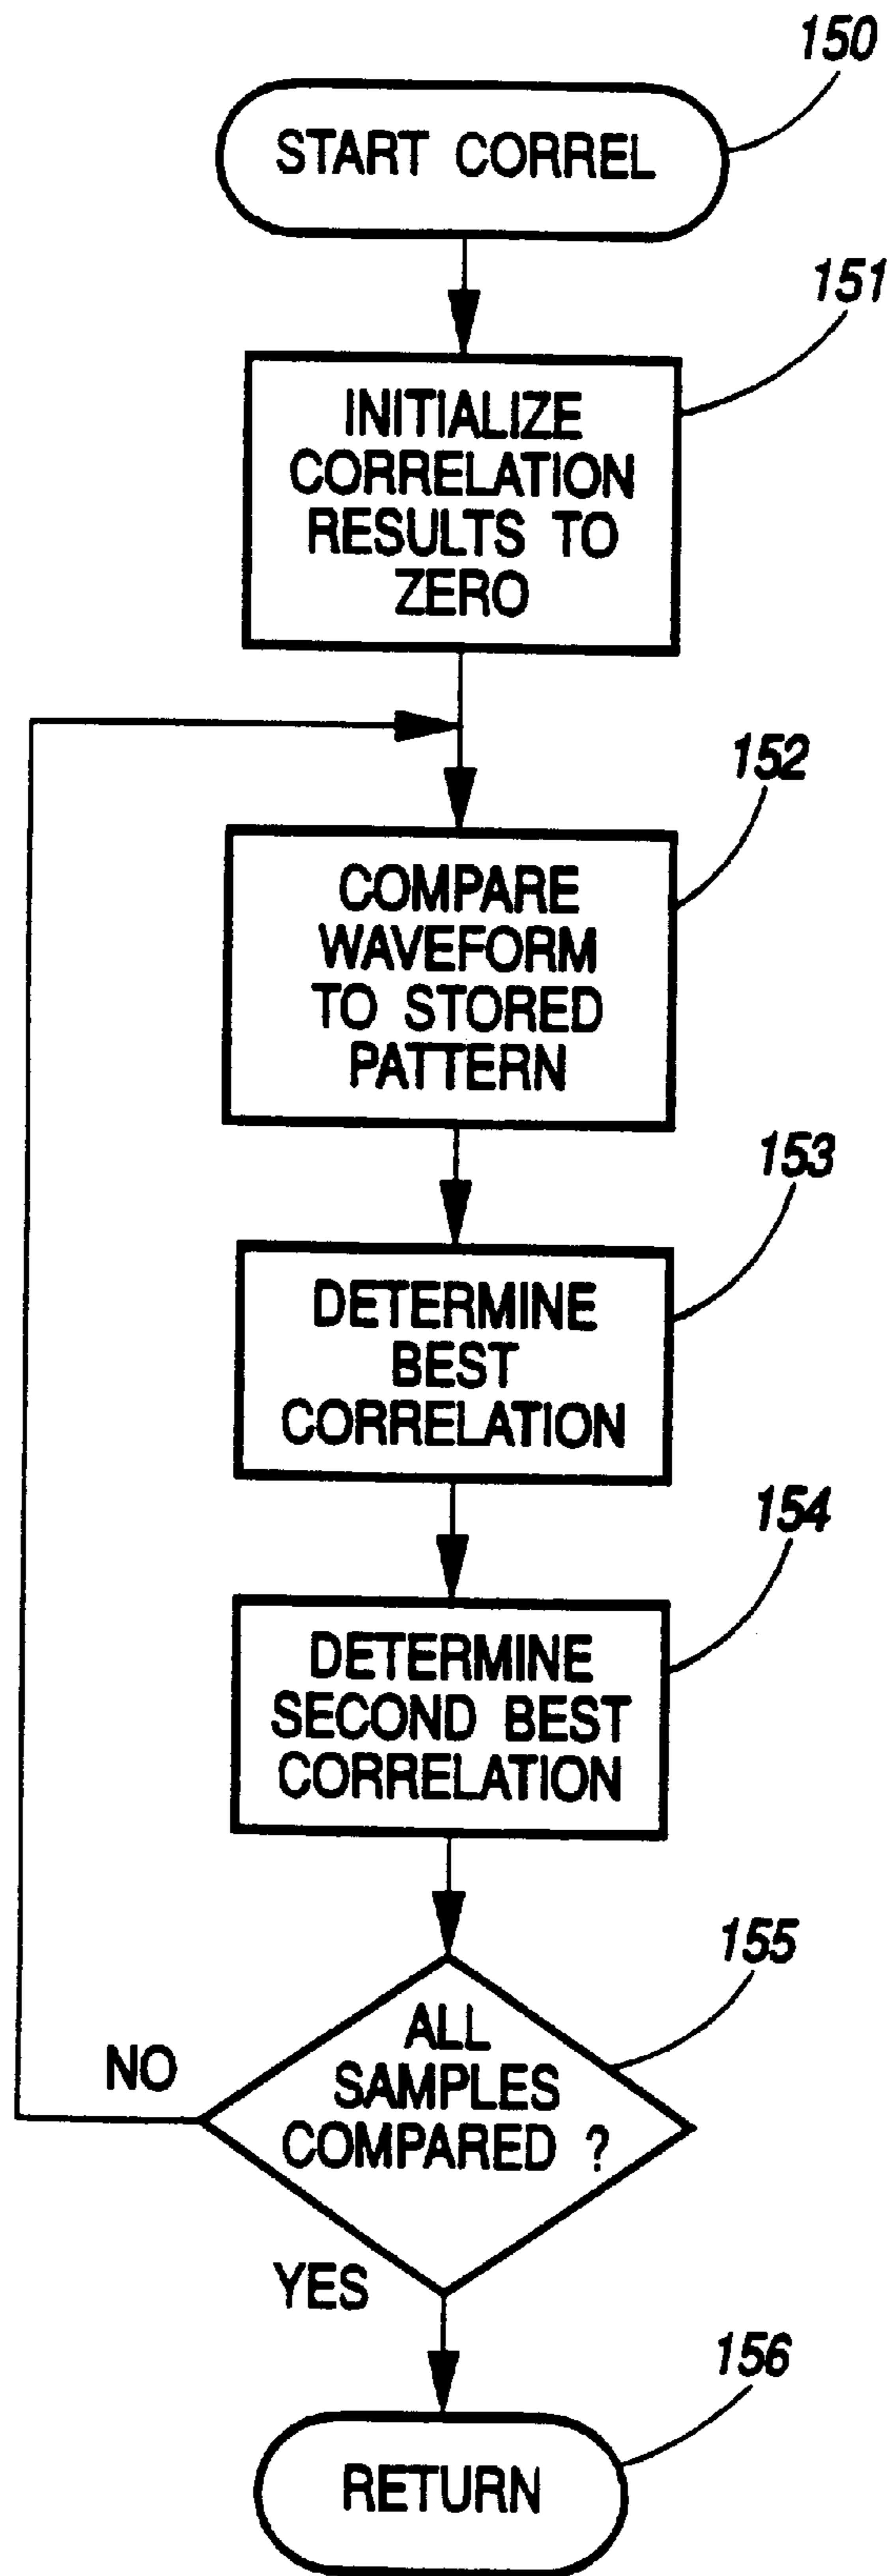 150
START CORREL
151
INITIALIZE
CORRELATION
RESULTS TO
ZERO
152
COMPARE
WAVEFORM
TO STORED
PATTERN
153
DETERMINE
BEST
CORRELATION
154
DETERMINE
SECOND BEST
CORRELATION
155
ALL
SAMPLES
COMPARED ?
NO
YES
156
RETURN